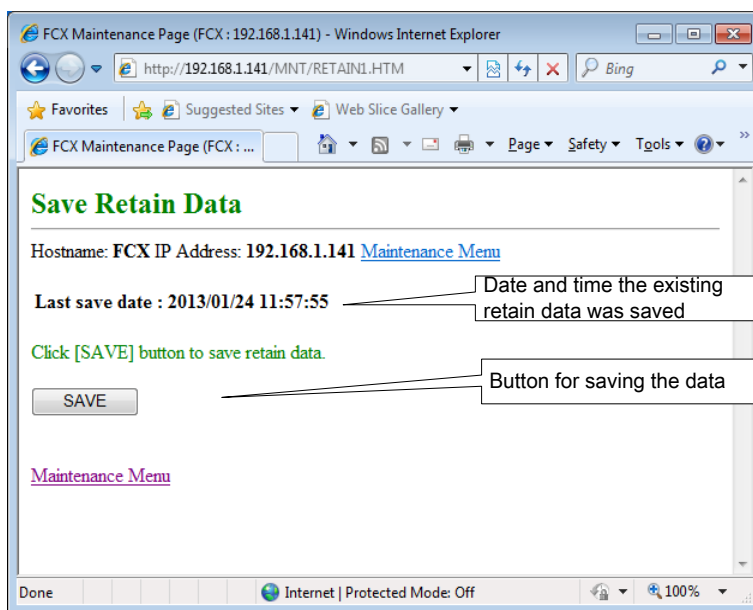 FCX Maintenance Page (FCX : 192.168.1.141) - Windows Internet Explorer
http://192.168.1.141/MNT/RETAIN1.HTM
Bing
Favorites
Suggested Sites
Web Slice Gallery
FCX Maintenance Page (FCX : ...
Page
Safety
Tools
»
Save Retain Data
Hostname: FCX IP Address: 192.168.1.141 Maintenance Menu
Last save date : 2013/01/24 11:57:55
Date and time the existing
retain data was saved
Click [SAVE] button to save retain data.
Button for saving the data
SAVE
Maintenance Menu
Done
Internet | Protected Mode: Off
100%